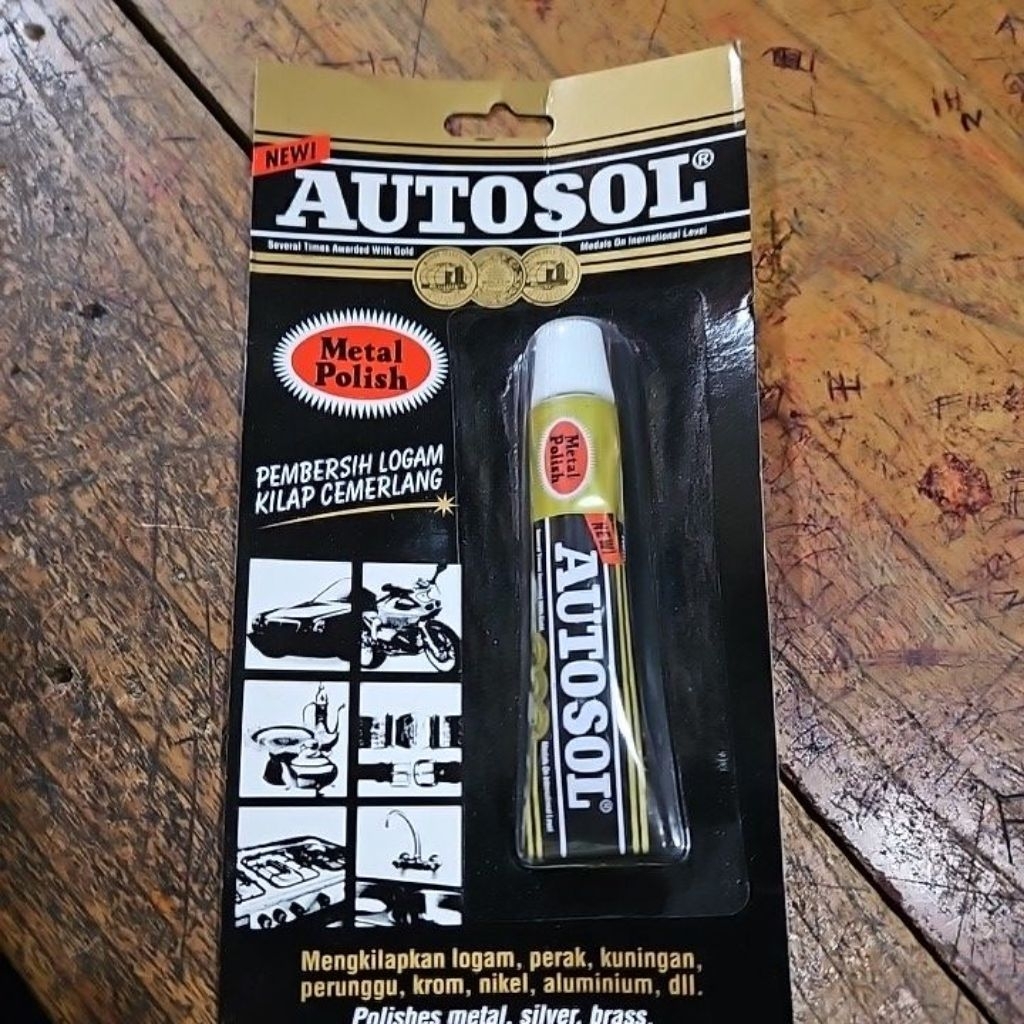 NEW!
AUTOSOL®
Several Times Awarded With Gold Medals On Inernational Level
Metal
Polish
PEMBERSIH LOGAM
KILAP CEMERLANG
Metal
Polish
NEW!
AUTOSOL®
Mengkilapkan logam, perak, kuningan,
perunggu, krom, nikel, aluminium, dll.
Polishes metal, silver, brass,